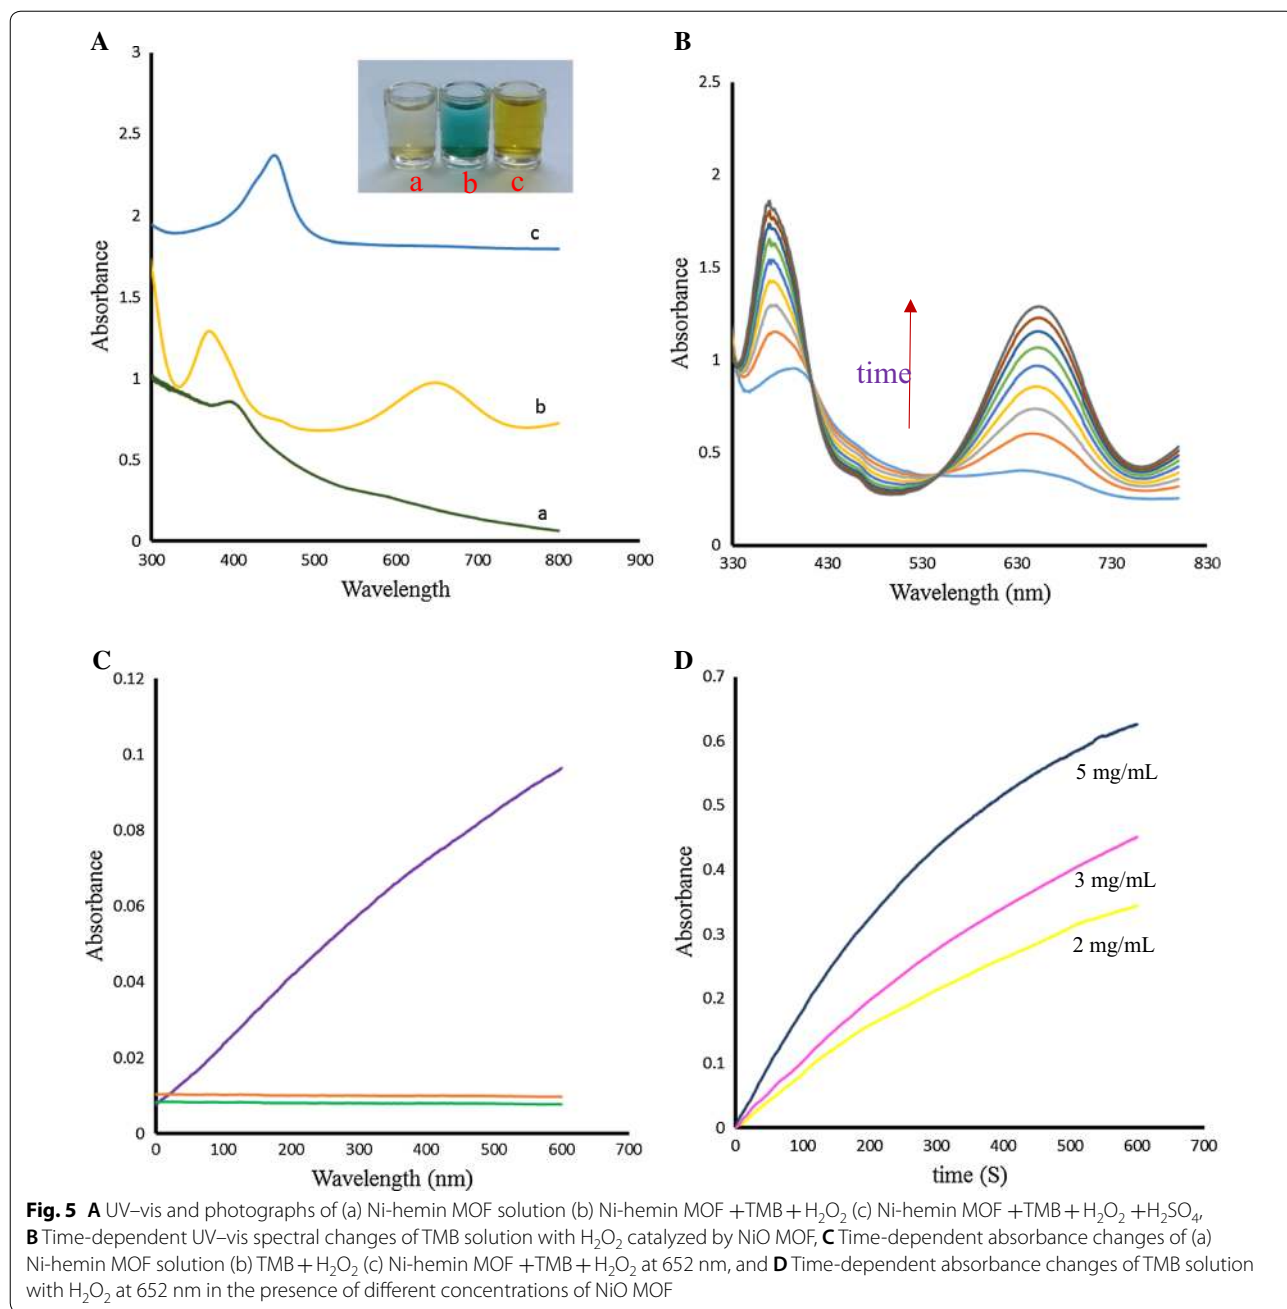 A
3
2.5
2
1.5
1
0.5
0
300 400 500 600 700 800 900
Absorbance
Wavelength
a b c
c
b
a
B
2.5
2
1.5
1
0.5
0
330 430 530 630 730 830
Absorbance
Wavelength (nm)
time
C
0.12
0.1
0.08
0.06
0.04
0.02
0
0 100 200 300 400 500 600 700
Absorbance
Wavelength (nm)
D
0.7
0.6
0.5
0.4
0.3
0.2
0.1
0
0 100 200 300 400 500 600 700
Absorbance
time (S)
5 mg/mL
3 mg/mL
2 mg/mL
Fig. 5 A UV–vis and photographs of (a) Ni-hemin MOF solution (b) Ni-hemin MOF +TMB + H₂O₂ (c) Ni-hemin MOF +TMB + H₂O₂ +H₂SO₄,
B Time-dependent UV–vis spectral changes of TMB solution with H₂O₂ catalyzed by NiO MOF, C Time-dependent absorbance changes of (a)
Ni-hemin MOF solution (b) TMB + H₂O₂ (c) Ni-hemin MOF +TMB + H₂O₂ at 652 nm, and D Time-dependent absorbance changes of TMB solution
with H₂O₂ at 652 nm in the presence of different concentrations of NiO MOF